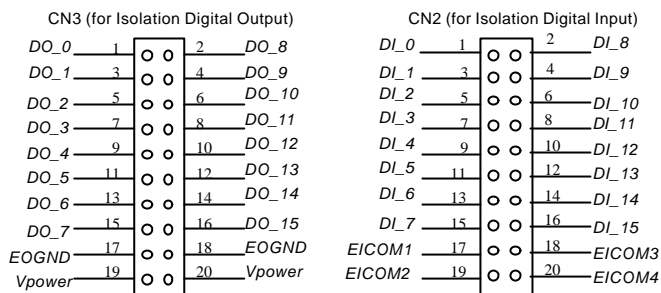 CN3 (for Isolation Digital Output)
DO_0 1 2 DO_8
DO_1 3 4 DO_9
DO_2 5 6 DO_10
DO_3 7 8 DO_11
DO_4 9 10 DO_12
DO_5 11 12 DO_13
DO_6 13 14 DO_14
DO_7 15 16 DO_15
EOGND 17 18 EOGND
Vpower 19 20 Vpower
CN2 (for Isolation Digital Input)
DI_0 1 2 DI_8
DI_1 3 4 DI_9
DI_2 5 6 DI_10
DI_3 7 8 DI_11
DI_4 9 10 DI_12
DI_5 11 12 DI_13
DI_6 13 14 DI_14
DI_7 15 16 DI_15
EICOM1 17 18 EICOM3
EICOM2 19 20 EICOM4